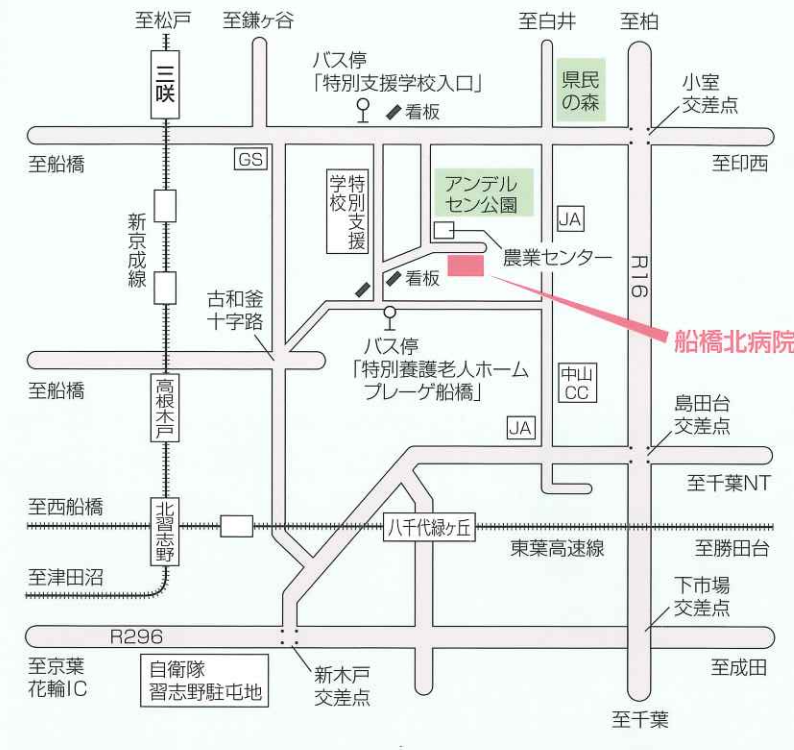 至松戸
至鎌ヶ谷
至白井
至柏
三咲
バス停
「特別支援学校入口」
看板
県民
の森
小室
交差点
至船橋
GS
至印西
特別支援
学校
アンデル
セン公園
JA
新京成線
農業センター
看板
R16
古和釜
十字路
船橋北病院
バス停
「特別養護老人ホーム
プレーゲ船橋」
至船橋
高根木戸
中山
CC
島田台
交差点
JA
至千葉NT
至西船橋
北習志野
八千代緑ヶ丘
東葉高速線
至勝田台
至津田沼
下市場
交差点
R296
至京葉
花輪IC
自衛隊
習志野駐屯地
新木戸
交差点
至成田
至千葉